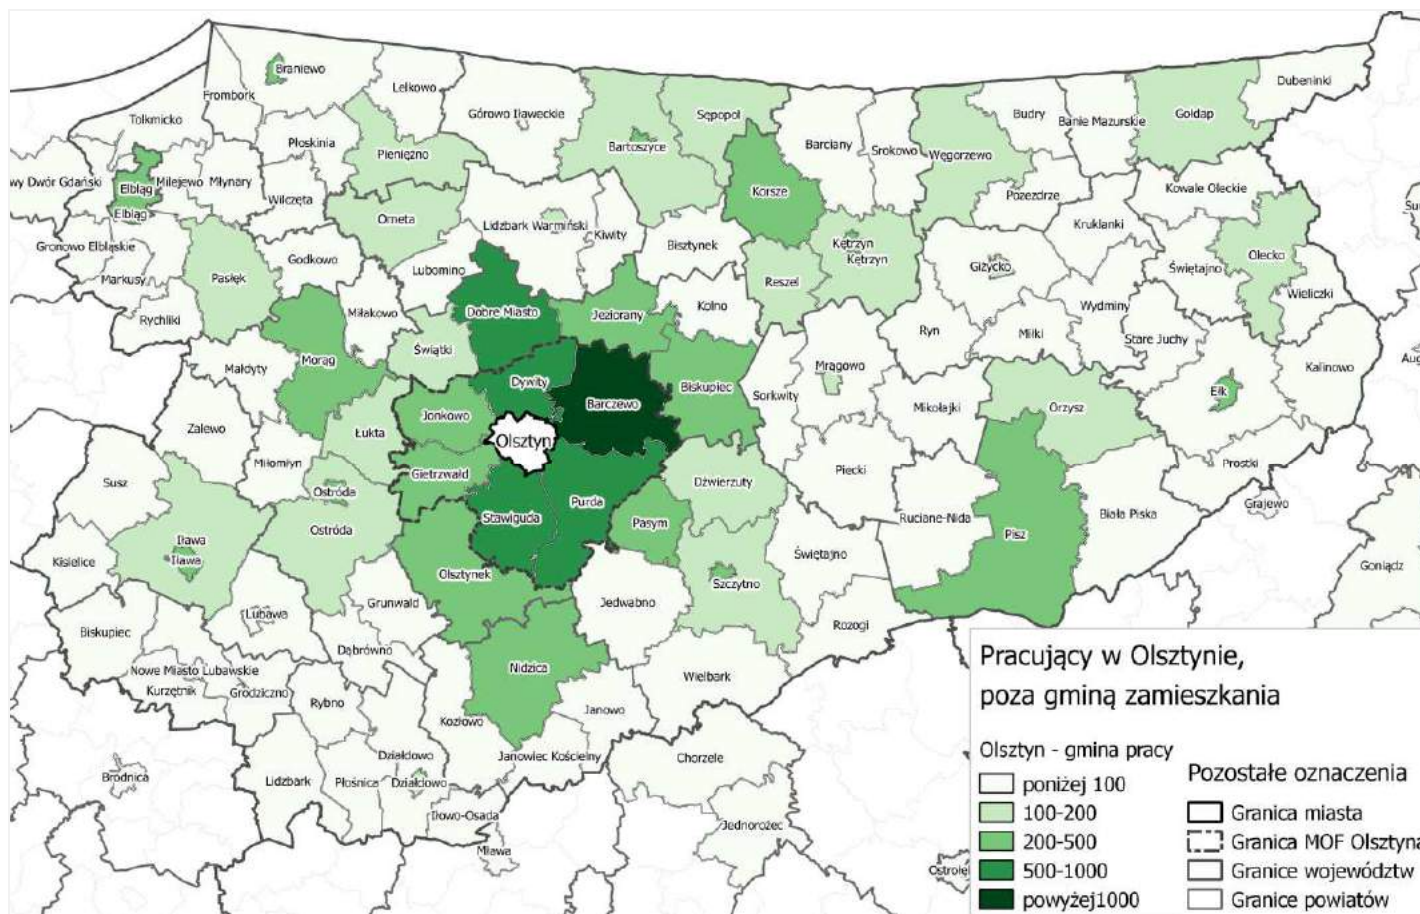 Dubeninki
Braniewo
Lelkowo
Frombork
Górowo Iławeckie
Sępopol
Budry
Banie Mazurskie
Gołdap
Tolkmicko
Płoskinia
Pieniężno
Bartoszyce
Barciany
Srokowo
Węgorzewo
wy Dwór Gdański
Elbląg
Milejewo
Młynary
Wilczęta
Korsze
Pozezdrze
Kowale Oleckie
Elbląg
Orneta
Lidzbark Warmiński
Kiwity
Kruklanki
Gronowo Elbląskie
Godkowo
Bisztynek
Kętrzyn
Kętrzyn
Markusy
Pasłęk
Lubomino
Reszel
Giżycko
Świętajno
Olecko
Rychliki
Miłakowo
Dobre Miasto
Jeziorany
Kolno
Wydminy
Wieliczki
Ryn
Miłki
Stare Juchy
Małdyty
Morąg
Świątki
Dywity
Mrągowo
Kalinowo
Biskupiec
Sorkwity
Ełk
Zalewo
Łukta
Jonkowo
Barczewo
Mikołajki
Orzysz
Olsztyn
Miłomłyn
Gietrzwałd
Piecki
Prostki
Susz
Ostróda
Dźwierzuty
Grajewo
Purda
Stawiguda
Pasym
Ruciane-Nida
Biała Piska
Ostróda
Pisz
Iława
Iława
Kisielice
Świętajno
Goniądz
Olsztynek
Szczytno
Grunwald
Jedwabno
Lubawa
Rozogi
Biskupiec
Dąbrówno
Nidzica
Nowe Miasto Lubawskie
Wielbark
Kurzętnik
Grodziczno
Rybno
Kozłowo
Janowo
Działdowo
Janowiec Kościelny
Chorzele
Brodnica
Lidzbark
Płośnica
Działdowo
Iłowo-Osada
Jednorożec
Mława
Pracujący w Olsztynie,
poza gminą zamieszkania
Olsztyn - gmina pracy
poniżej 100
100-200
200-500
500-1000
powyżej1000
Pozostałe oznaczenia
Granica miasta
Granica MOF Olsztyna
Granice województw
Granice powiatów